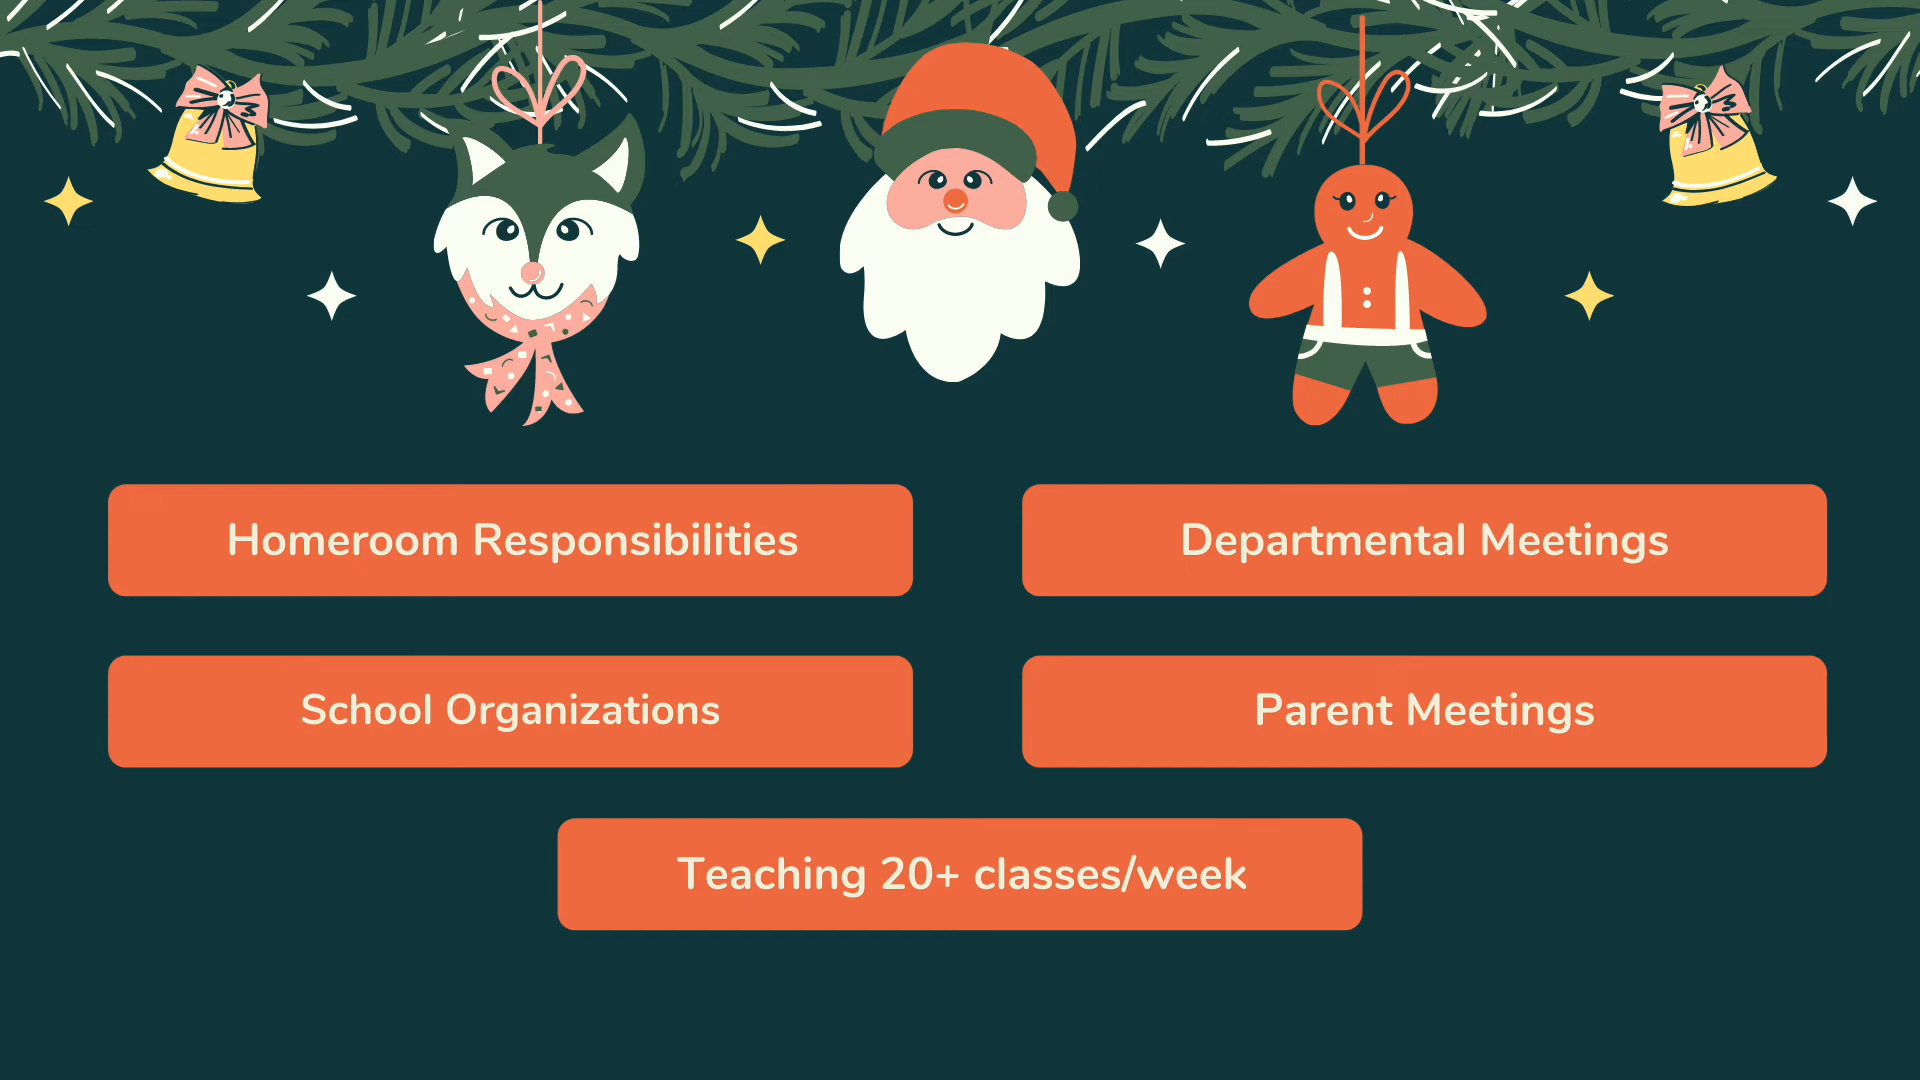 Homeroom Responsibilities
Departmental Meetings
School Organizations
Parent Meetings
Teaching 20+ classes/week